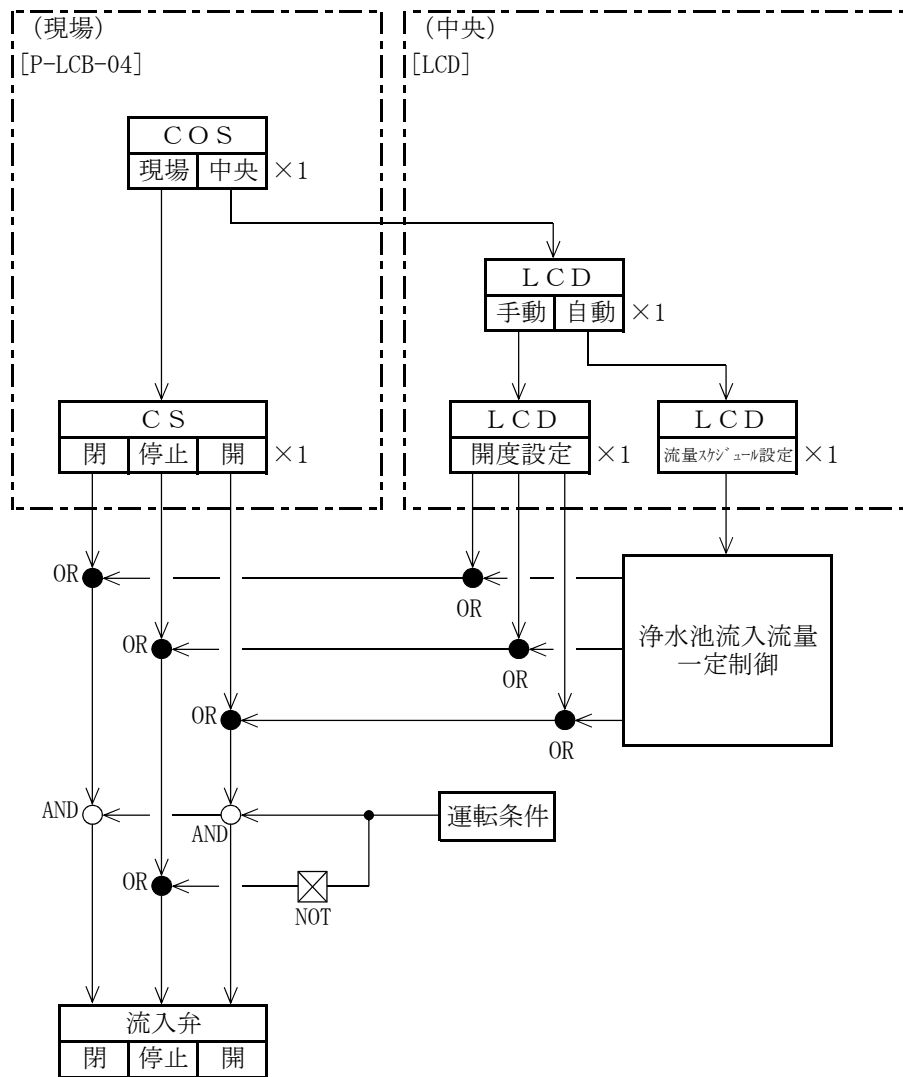 (現場)
[P-LCB-04]
(中央)
[LCD]
COS
現場 中央 ×1
LCD
手動 自動 ×1
CS
閉 停止 開 ×1
LCD
開度設定 ×1
LCD
流量スケジュール設定 ×1
OR
OR
浄水池流入流量
一定制御
OR
OR
OR
OR
AND
AND
運転条件
OR
NOT
流入弁
閉 停止 開